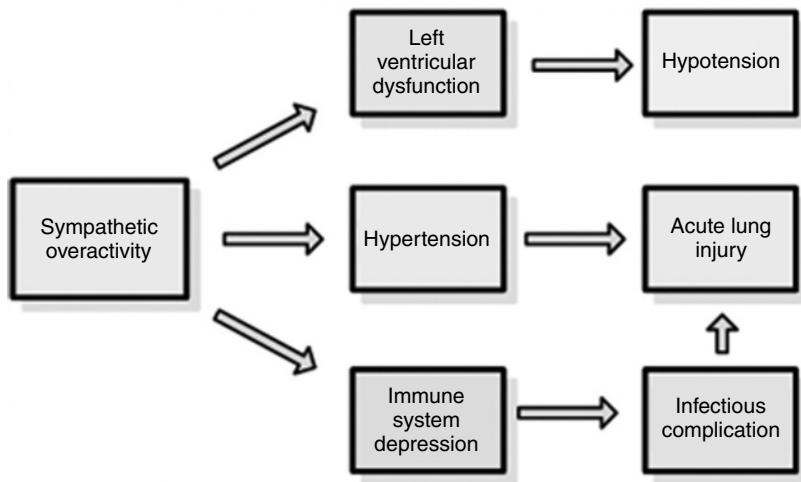 Left
ventricular
dysfunction
Hypotension
Sympathetic
overactivity
Hypertension
Acute lung
injury
Immune
system
depression
Infectious
complication